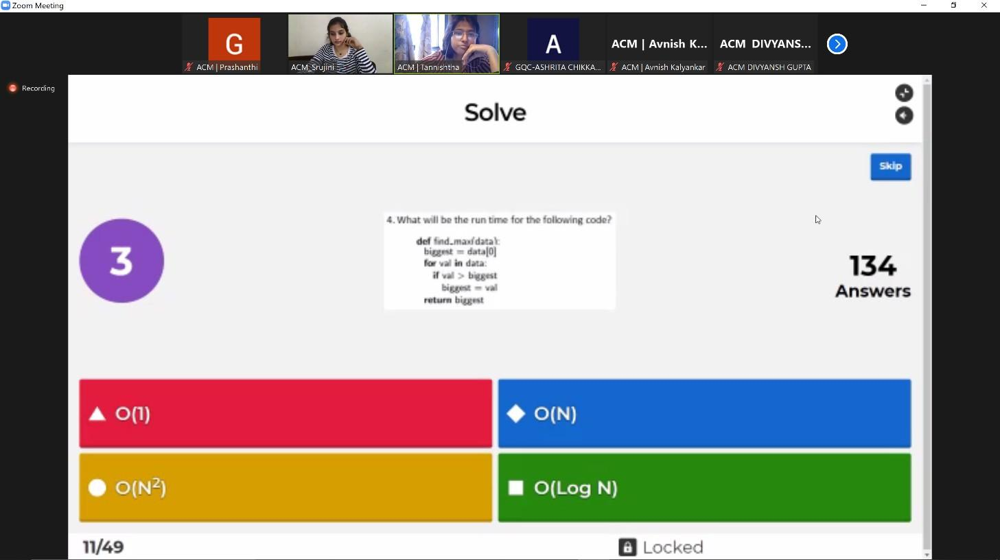 Zoom Meeting
G
A
ACM | Avnish K...
ACM DIVYANS...
ACM | Prashanthi
ACM_Srujini
ACM | Tannishtha
GQC-ASHRITA CHIKKA...
ACM | Avnish Kalyankar
ACM DIVYANSH GUPTA
Recording
Solve
Skip
3
4. What will be the run time for the following code?
def find_max(data):
biggest = data[0]
for val in data:
if val > biggest
biggest = val
return biggest
134
Answers
O(1)
O(N)
O(N²)
O(Log N)
11/49
Locked